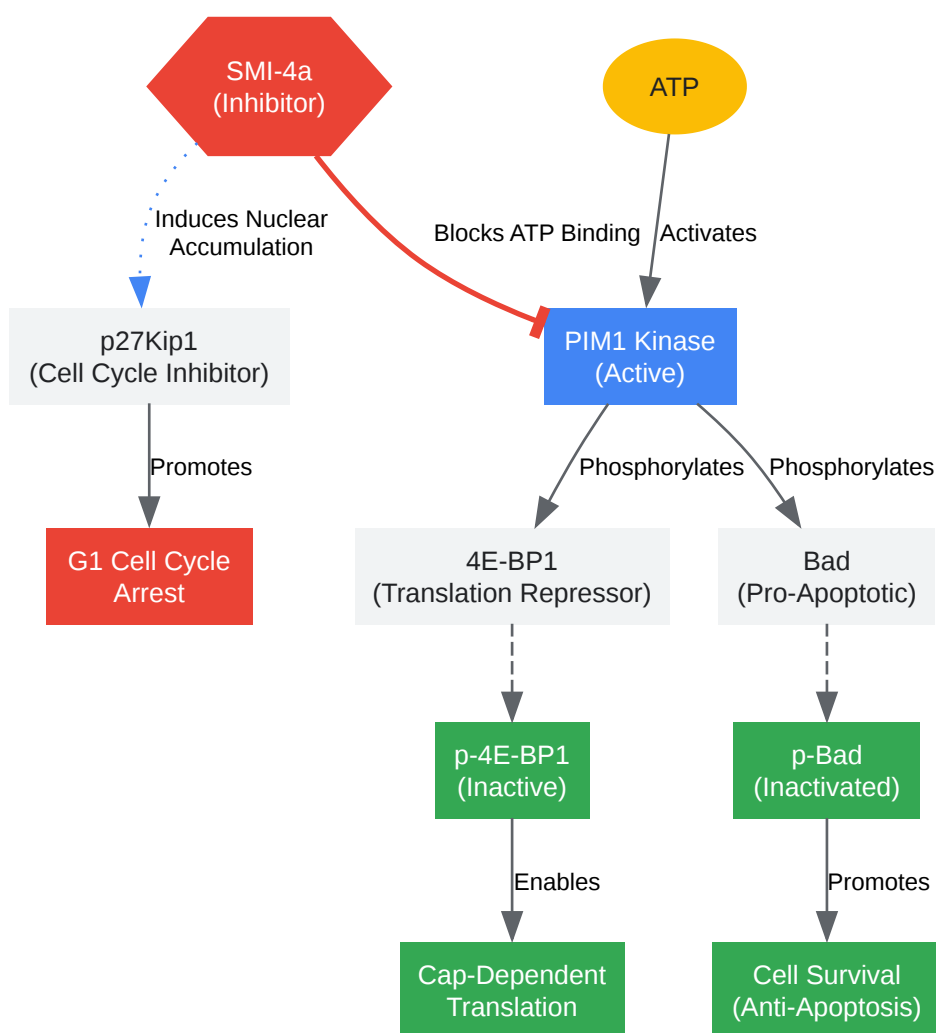 SMI-4a
(Inhibitor)
ATP
Induces Nuclear
Accumulation
Blocks ATP Binding
Activates
p27Kip1
(Cell Cycle Inhibitor)
PIM1 Kinase
(Active)
Promotes
Phosphorylates
Phosphorylates
G1 Cell Cycle
Arrest
4E-BP1
(Translation Repressor)
Bad
(Pro-Apoptotic)
p-4E-BP1
(Inactive)
p-Bad
(Inactivated)
Enables
Promotes
Cap-Dependent
Translation
Cell Survival
(Anti-Apoptosis)